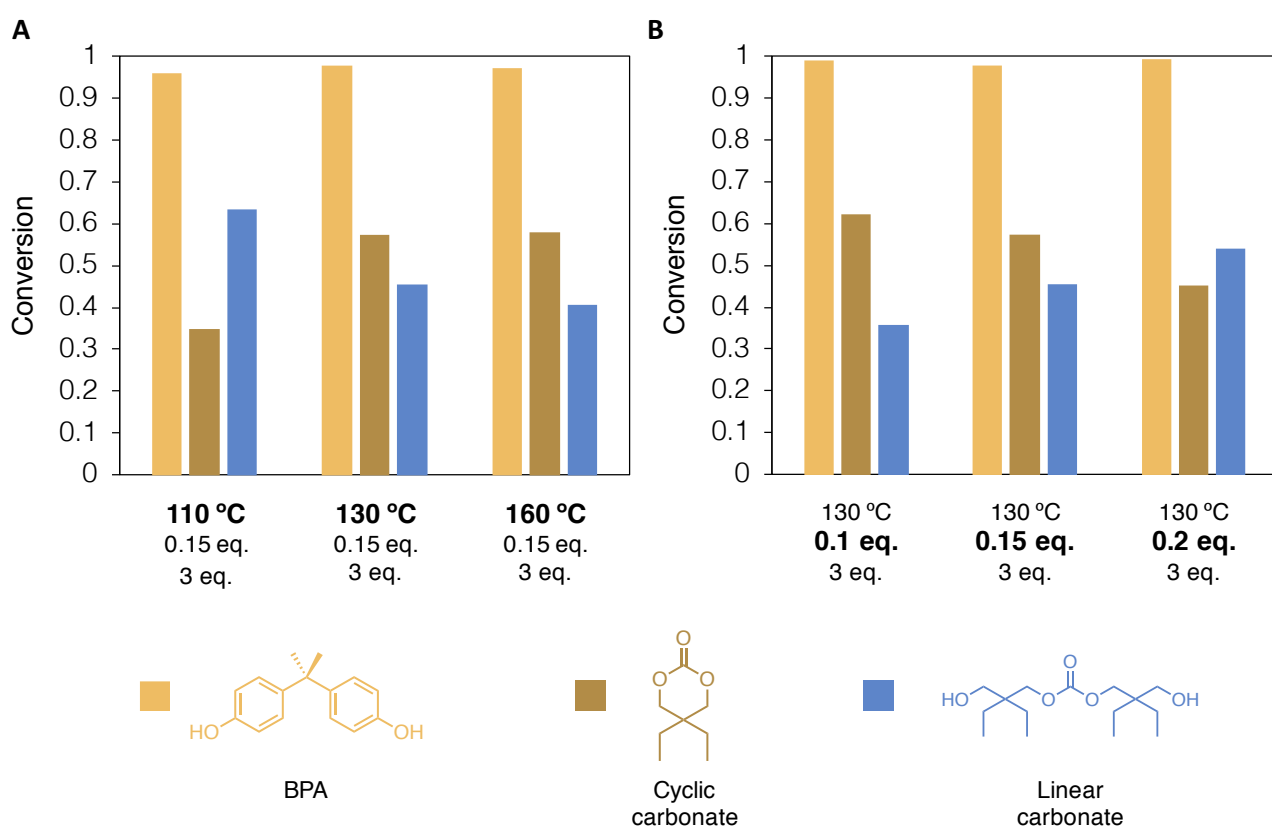 A
B
Conversion
1
0.9
0.8
0.7
0.6
0.5
0.4
0.3
0.2
0.1
0
110 ºC
0.15 eq.
3 eq.
130 ºC
0.15 eq.
3 eq.
160 ºC
0.15 eq.
3 eq.
Conversion
1
0.9
0.8
0.7
0.6
0.5
0.4
0.3
0.2
0.1
0
130 ºC
0.1 eq.
3 eq.
130 ºC
0.15 eq.
3 eq.
130 ºC
0.2 eq.
3 eq.
HO
OH
BPA
O
O O
Cyclic
carbonate
O
HO O O OH
Linear
carbonate